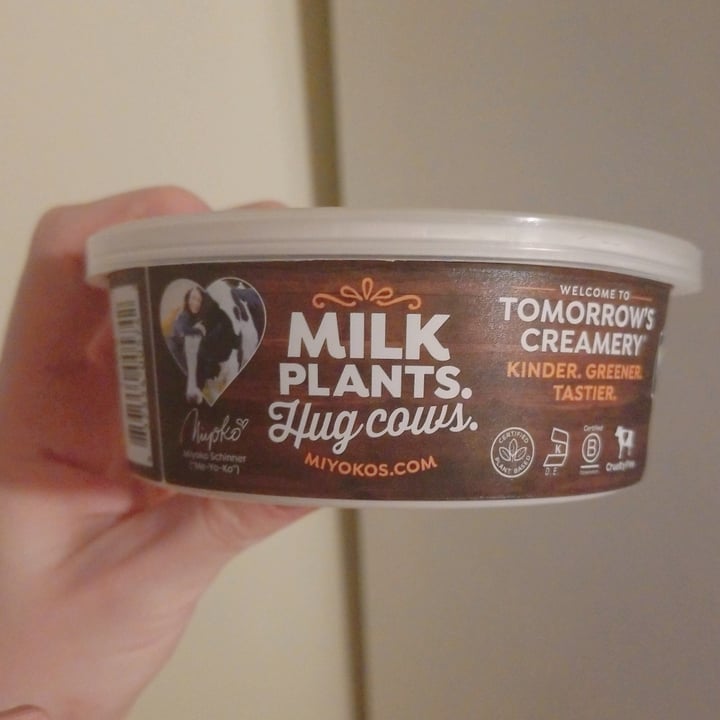 Miyoko
Miyoko Schinner
("Me-Yo-Ko")
MILK
PLANTS.
Hug cows.
MIYOKOS.COM
WELCOME TO
TOMORROW'S
CREAMERY
KINDER. GREENER.
TASTIER.
CERTIFIED
PLANT BASED
K
D.E.
Certified
B
Corporation
CrueltyFree